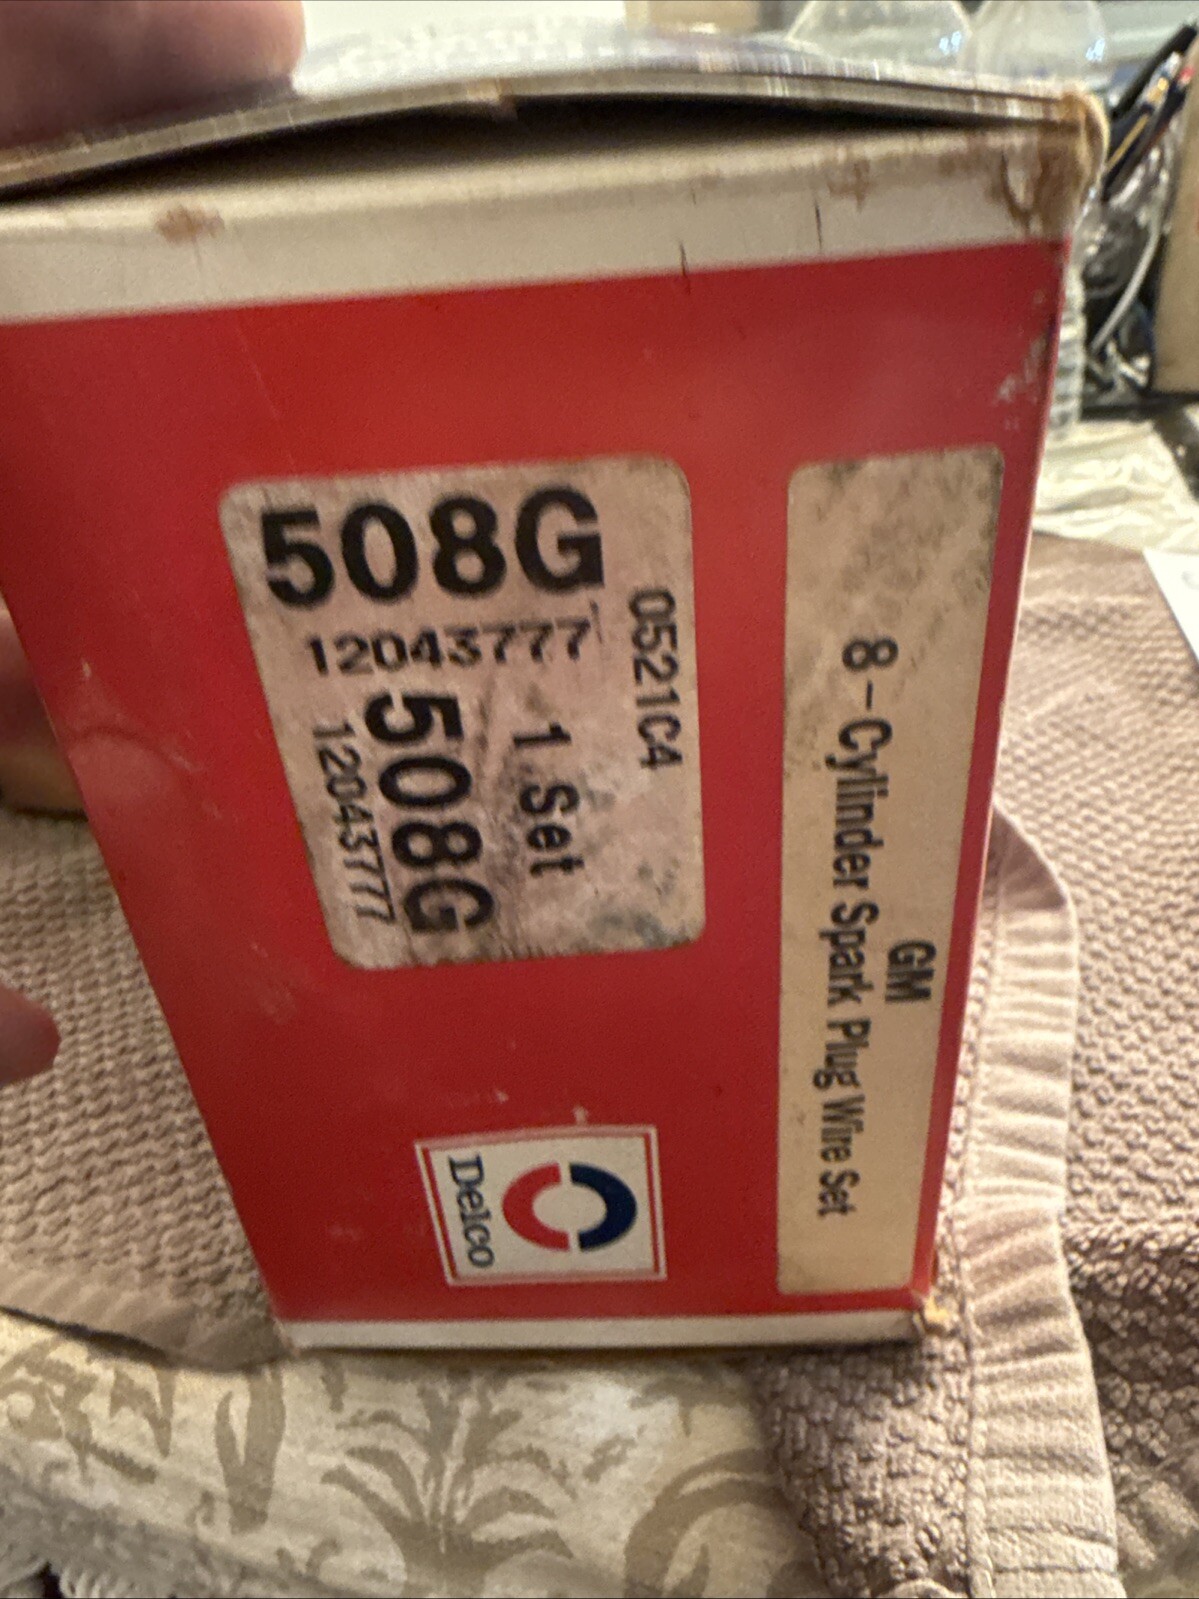 508G
12043777
0521C4
1 Set
508G
12043777
GM
8-Cylinder Spark Plug Wire Set
Delco